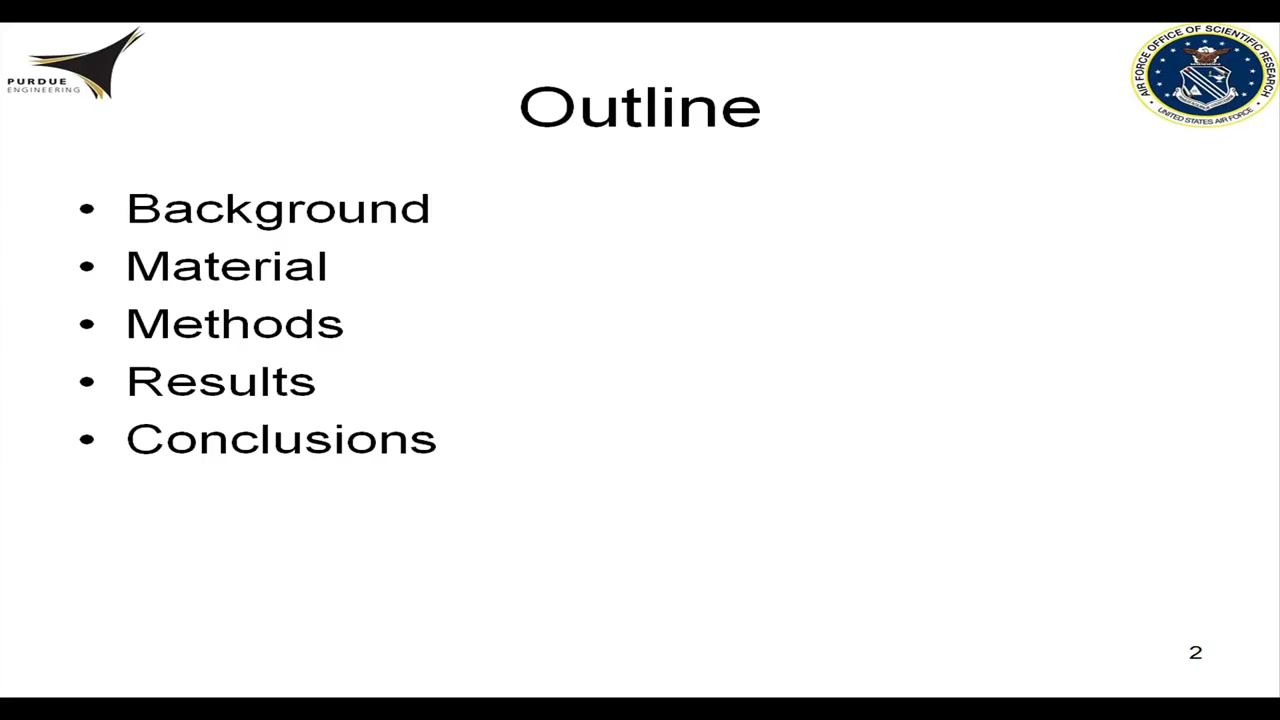 PURDUE
ENGINEERING
AIR FORCE OFFICE OF SCIENTIFIC RESEARCH
UNITED STATES AIR FORCE
Outline
• Background
• Material
• Methods
• Results
• Conclusions
2